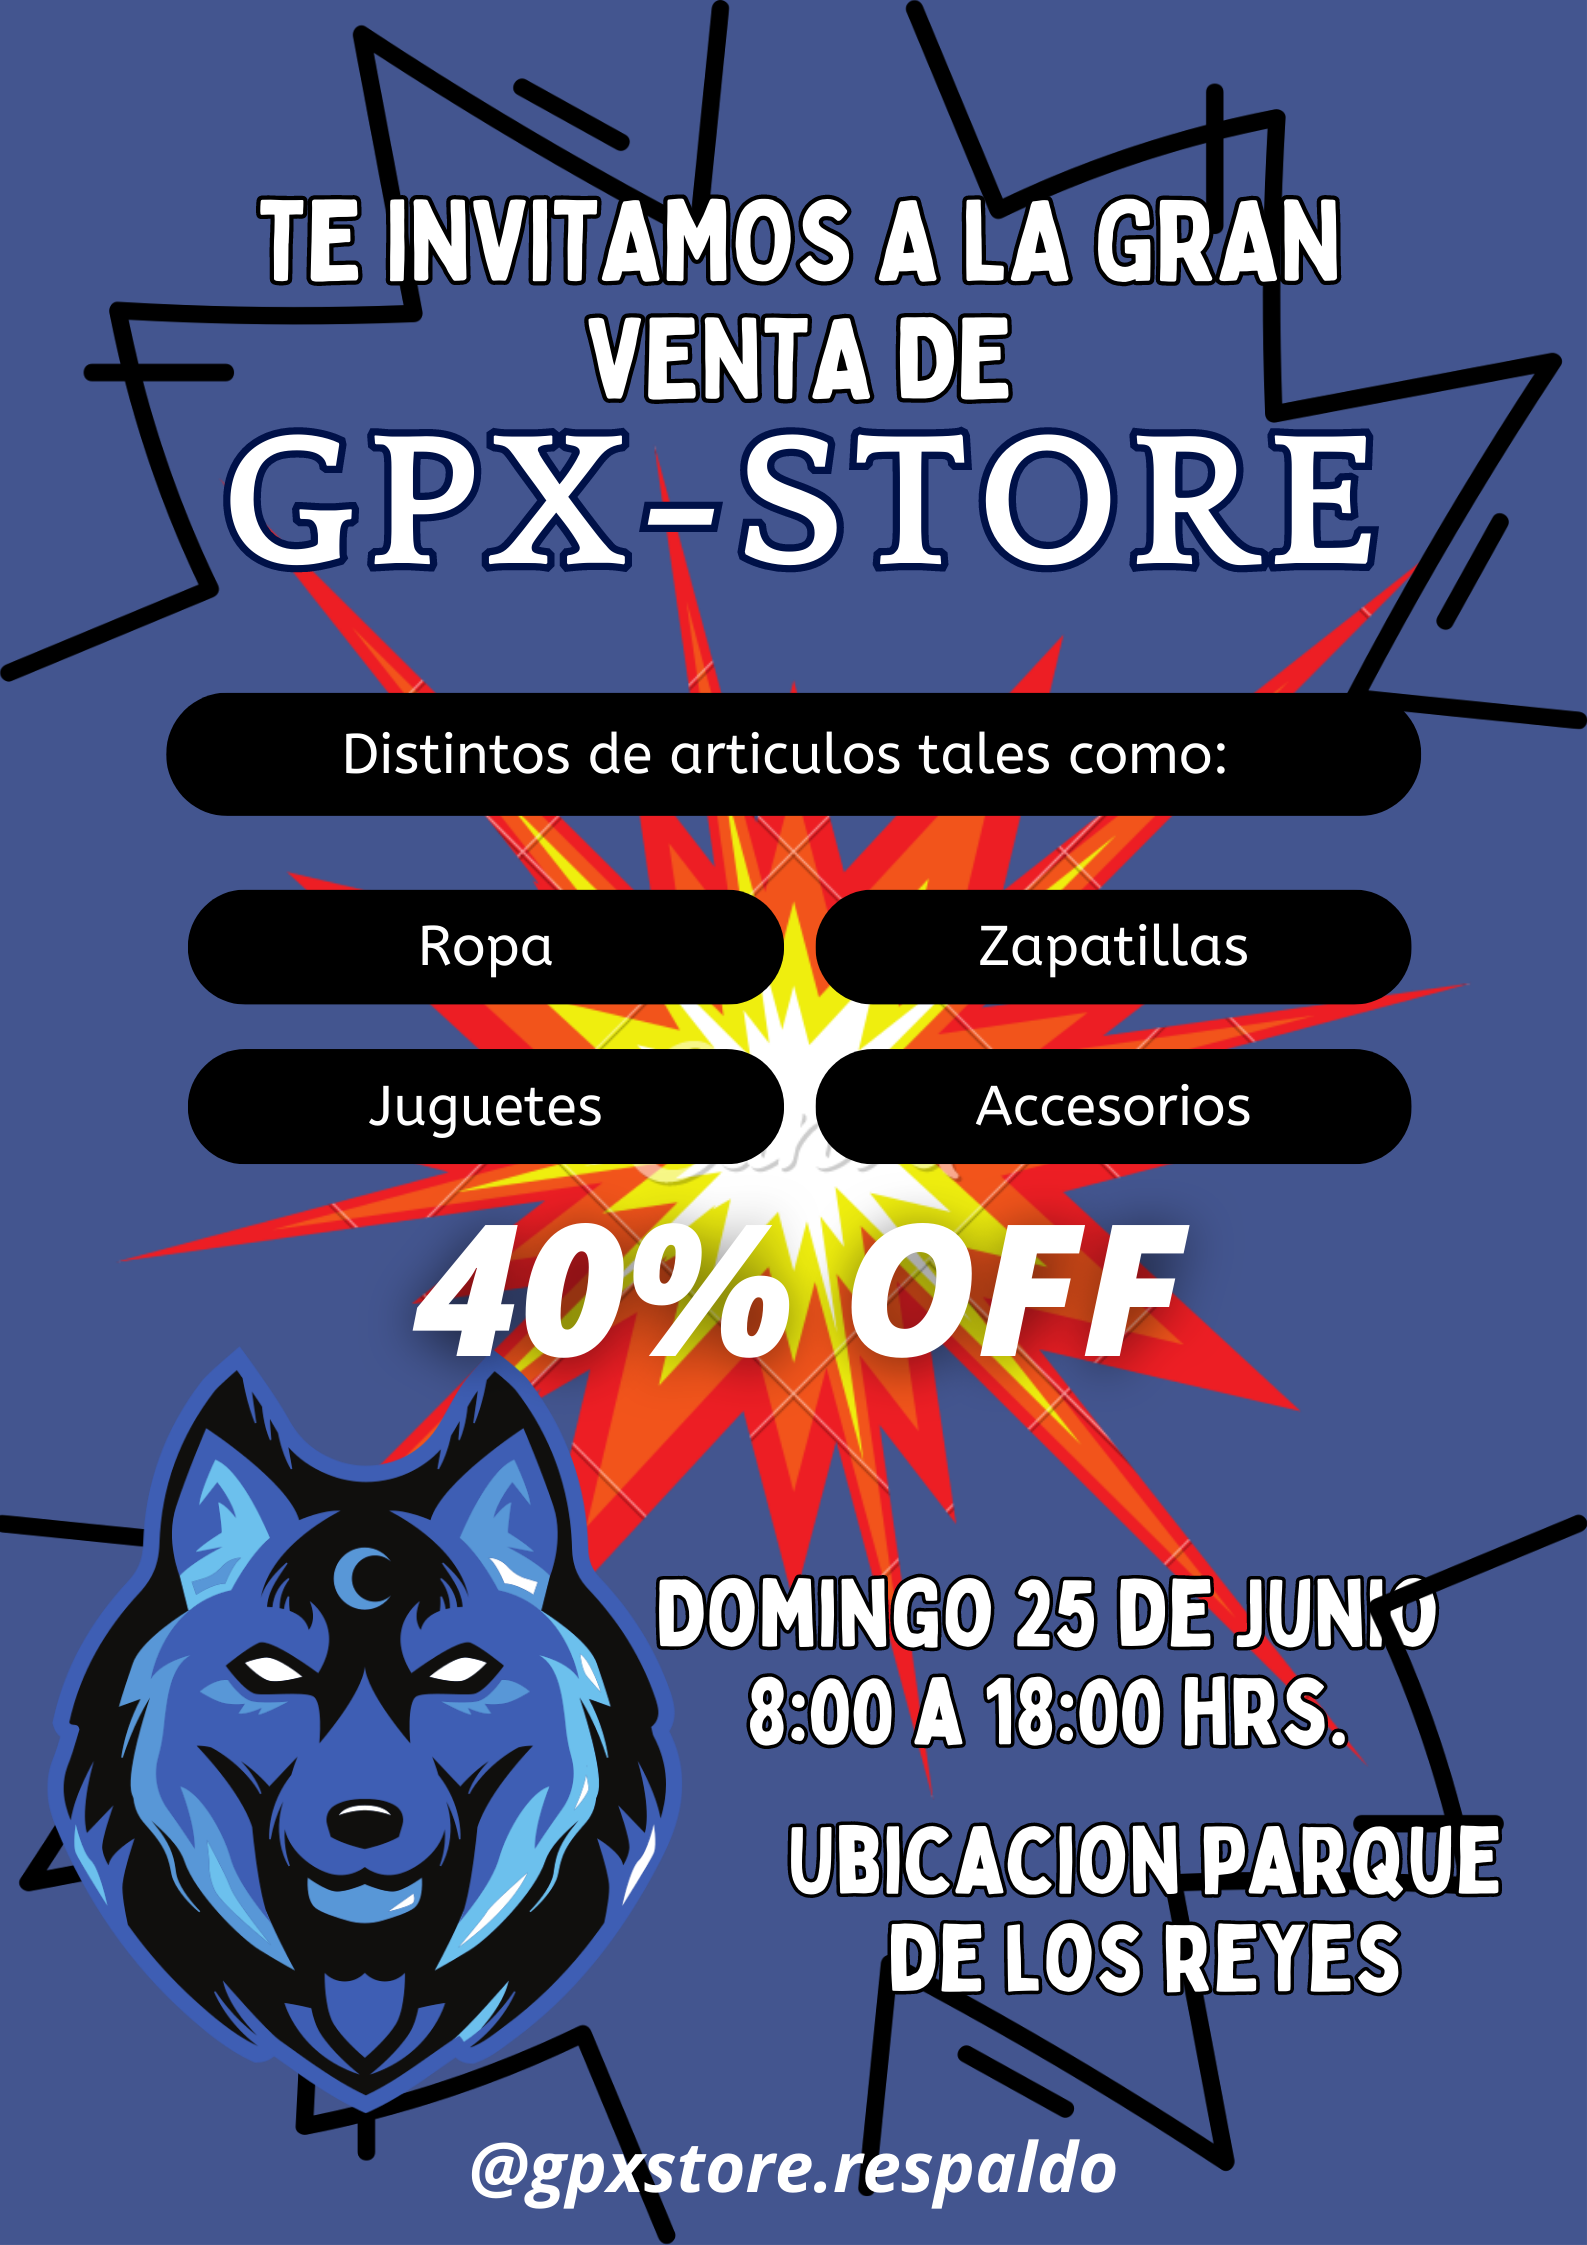 TE INVITAMOS A LA GRAN
VENTA DE
GPX-STORE
Distintos de articulos tales como:
Ropa
Zapatillas
Juguetes
Accesorios
40% OFF
DOMINGO 25 DE JUNIO
8:00 A 18:00 HRS.
UBICACION PARQUE
DE LOS REYES
@gpxstore.respaldo